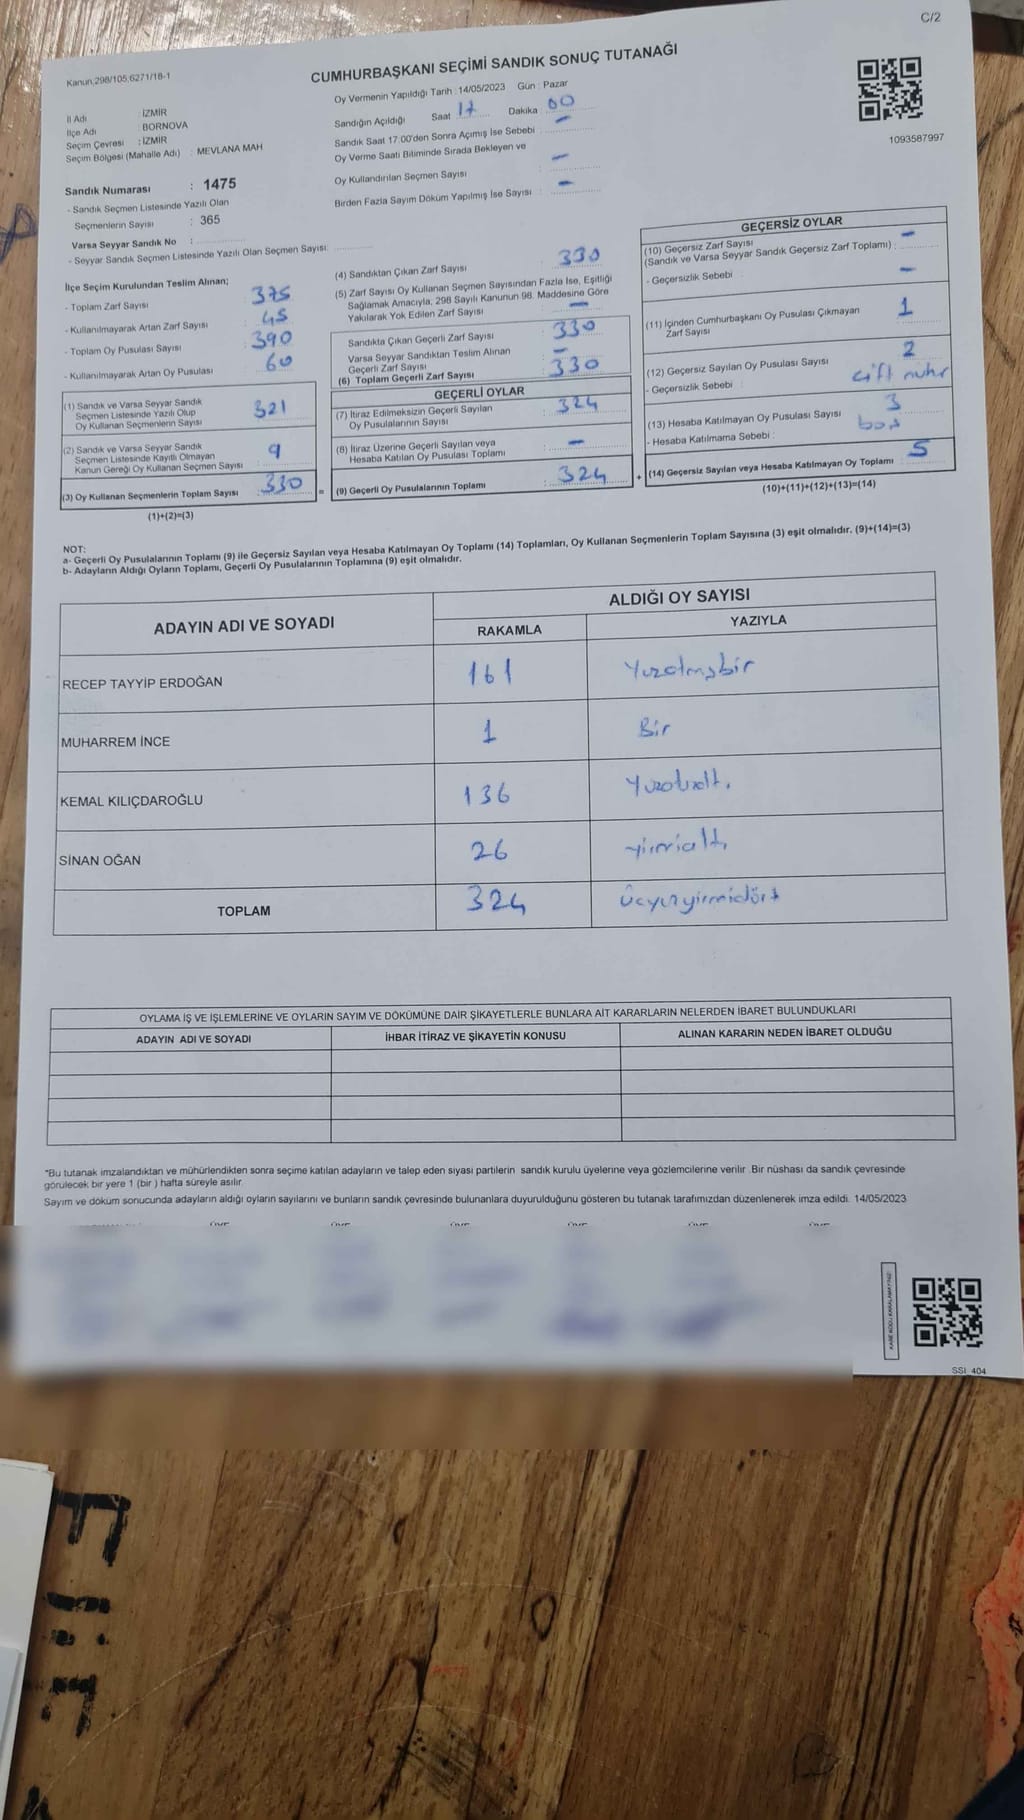 C/2
Kanun:298/105;6271/18-1
CUMHURBAŞKANI SEÇİMİ SANDIK SONUÇ TUTANAĞI
İl Adı : İZMİR
İlçe Adı : BORNOVA
Seçim Çevresi : İZMİR
Seçim Bölgesi (Mahalle Adı) : MEVLANA MAH
Sandık Numarası : 1475
- Sandık Seçmen Listesinde Yazılı Olan
Seçmenlerin Sayısı : 365
Varsa Seyyar Sandık No :
- Seyyar Sandık Seçmen Listesinde Yazılı Olan Seçmen Sayısı:
Oy Vermenin Yapıldığı Tarih : 14/05/2023 Gün : Pazar
Sandığın Açıldığı Saat 17 Dakika 00
Sandık Saat 17:00'den Sonra Açımış İse Sebebi : -
Oy Verme Saati Bitiminde Sırada Bekleyen ve
Oy Kullandırılan Seçmen Sayısı : -
Birden Fazla Sayım Döküm Yapılmış İse Sayısı : -
1093587997
İlçe Seçim Kurulundan Teslim Alınan;
- Toplam Zarf Sayısı : 375
- Kullanılmayarak Artan Zarf Sayısı : 45
- Toplam Oy Pusulası Sayısı : 390
- Kullanılmayarak Artan Oy Pusulası : 60
(1) Sandık ve Varsa Seyyar Sandık
Seçmen Listesinde Yazılı Olup
Oy Kullanan Seçmenlerin Sayısı : 321
(2) Sandık ve Varsa Seyyar Sandık
Seçmen Listesinde Kayıtlı Olmayan
Kanun Gereği Oy Kullanan Seçmen Sayısı : 9
(3) Oy Kullanan Seçmenlerin Toplam Sayısı : 330
(1)+(2)=(3)
(4) Sandıktan Çıkan Zarf Sayısı : 330
(5) Zarf Sayısı Oy Kullanan Seçmen Sayısından Fazla İse, Eşitliği
Sağlamak Amacıyla, 298 Sayılı Kanunun 98. Maddesine Göre
Yakılarak Yok Edilen Zarf Sayısı : -
Sandıkta Çıkan Geçerli Zarf Sayısı : 330
Varsa Seyyar Sandıktan Teslim Alınan
Geçerli Zarf Sayısı : -
(6) Toplam Geçerli Zarf Sayısı : 330
GEÇERLİ OYLAR
(7) İtiraz Edilmeksizin Geçerli Sayılan
Oy Pusulalarının Sayısı : 324
(8) İtiraz Üzerine Geçerli Sayılan veya
Hesaba Katılan Oy Pusulası Toplamı : -
= (9) Geçerli Oy Pusulalarının Toplamı : 324
GEÇERSİZ OYLAR
(10) Geçersiz Zarf Sayısı
(Sandık ve Varsa Seyyar Sandık Geçersiz Zarf Toplamı) : -
- Geçersizlik Sebebi : -
(11) İçinden Cumhurbaşkanı Oy Pusulası Çıkmayan
Zarf Sayısı : 1
(12) Geçersiz Sayılan Oy Pusulası Sayısı : 2
- Geçersizlik Sebebi : çift muhr
(13) Hesaba Katılmayan Oy Pusulası Sayısı : 3
- Hesaba Katılmama Sebebi : boş
+ (14) Geçersiz Sayılan veya Hesaba Katılmayan Oy Toplamı : 5
(10)+(11)+(12)+(13)=(14)
NOT:
a- Geçerli Oy Pusulalarının Toplamı (9) ile Geçersiz Sayılan veya Hesaba Katılmayan Oy Toplamı (14) Toplamları, Oy Kullanan Seçmenlerin Toplam Sayısına (3) eşit olmalıdır. (9)+(14)=(3)
b- Adayların Aldığı Oyların Toplamı, Geçerli Oy Pusulalarının Toplamına (9) eşit olmalıdır.
ADAYIN ADI VE SOYADI
ALDIĞI OY SAYISI
RAKAMLA YAZIYLA
RECEP TAYYİP ERDOĞAN 161 Yuzatmışbir
MUHARREM İNCE 1 Bir
KEMAL KILIÇDAROĞLU 136 Yuzotuzaltı
SİNAN OĞAN 26 yirmialtı
TOPLAM 324 üçyüzyirmidört
OYLAMA İŞ VE İŞLEMLERİNE VE OYLARIN SAYIM VE DÖKÜMÜNE DAİR ŞİKAYETLERLE BUNLARA AİT KARARLARIN NELERDEN İBARET BULUNDUKLARI
ADAYIN ADI VE SOYADI İHBAR İTİRAZ VE ŞİKAYETİN KONUSU ALINAN KARARIN NEDEN İBARET OLDUĞU
"Bu tutanak imzalandıktan ve mühürlendikten sonra seçime katılan adayların ve talep eden siyasi partilerin sandık kurulu üyelerine veya gözlemcilerine verilir. Bir nüshası da sandık çevresinde
görülecek bir yere 1 (bir ) hafta süreyle asılır.
Sayım ve döküm sonucunda adayların aldığı oyların sayılarını ve bunların sandık çevresinde bulunanlara duyurulduğunu gösteren bu tutanak tarafımızdan düzenlenerek imza edildi. 14/05/2023
KARE KODU KARALAMAYINIZ
SSI_404